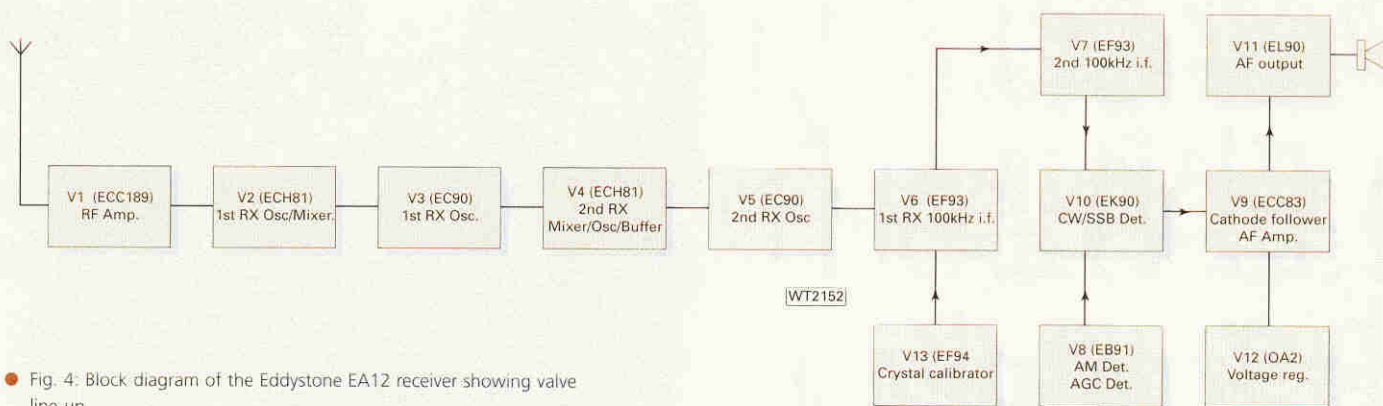 V7 (EF93)
2nd 100kHz i.f.
V11 (EL90)
AF output
V1 (ECC189)
RF Amp.
V2 (ECH81)
1st RX Osc/Mixer.
V3 (EC90)
1st RX Osc.
V4 (ECH81)
2nd RX
Mixer/Osc/Buffer
V5 (EC90)
2nd RX Osc
V6 (EF93)
1st RX 100kHz i.f.
V10 (EK90)
CW/SSB Det.
V9 (ECC83)
Cathode follower
AF Amp.
WT2152
V13 (EF94
Crystal calibrator
V8 (EB91)
AM Det.
AGC Det.
V12 (OA2)
Voltage reg.
Fig. 4: Block diagram of the Eddystone EA12 receiver showing valve
line-up